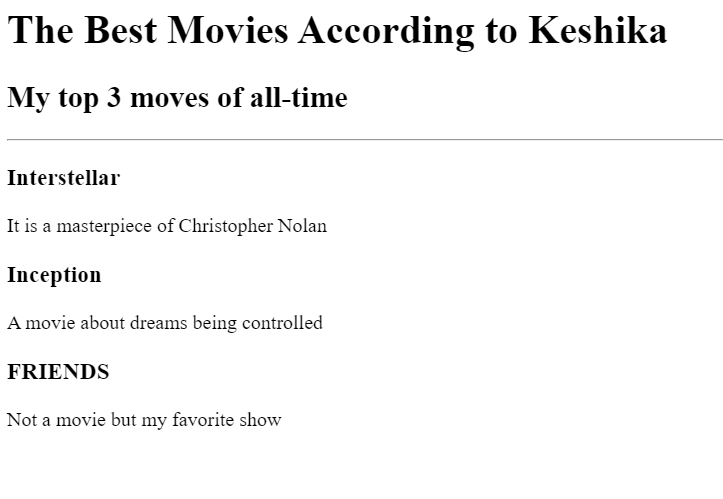 The Best Movies According to Keshika
My top 3 moves of all-time
Interstellar
It is a masterpiece of Christopher Nolan
Inception
A movie about dreams being controlled
FRIENDS
Not a movie but my favorite show